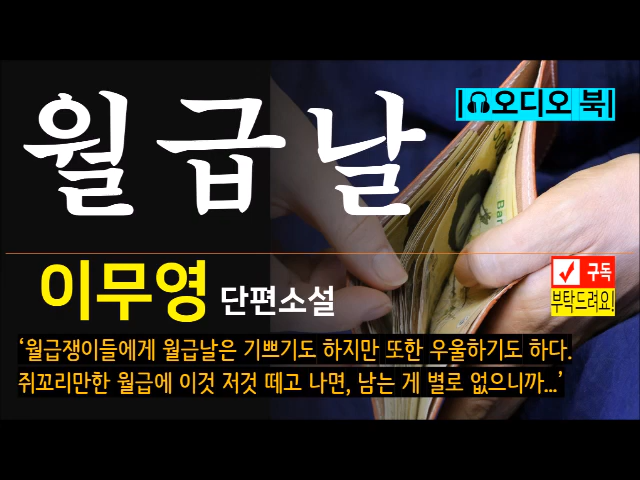 오디오 북
월급날
이무영 단편소설
구독
부탁드려요!
‘월급쟁이들에게 월급날은 기쁘기도 하지만 또한 우울하기도 하다.
쥐꼬리만한 월급에 이것 저것 떼고 나면, 남는 게 별로 없으니까...’
Bar